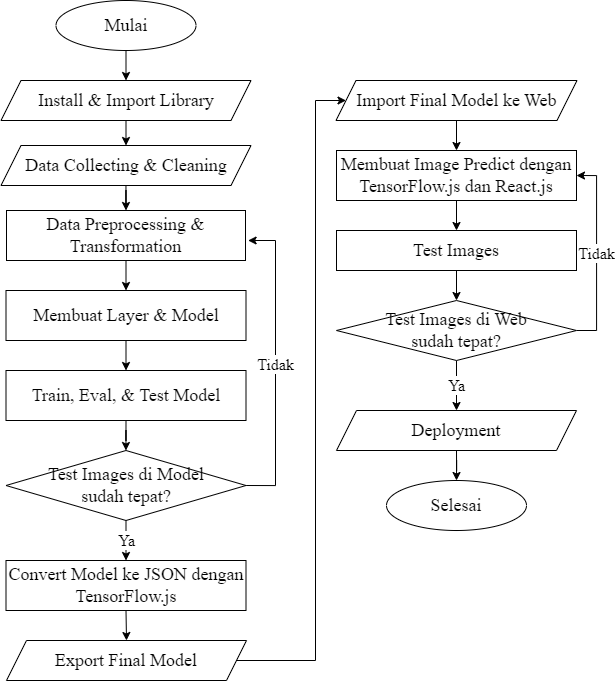 Mulai
Install & Import Library
Data Collecting & Cleaning
Data Preprocessing &
Transformation
Membuat Layer & Model
Train, Eval, & Test Model
Tidak
Test Images di Model
sudah tepat?
Ya
Convert Model ke JSON dengan
TensorFlow.js
Export Final Model
Import Final Model ke Web
Membuat Image Predict dengan
TensorFlow.js dan React.js
Test Images
Tidak
Test Images di Web
sudah tepat?
Ya
Deployment
Selesai